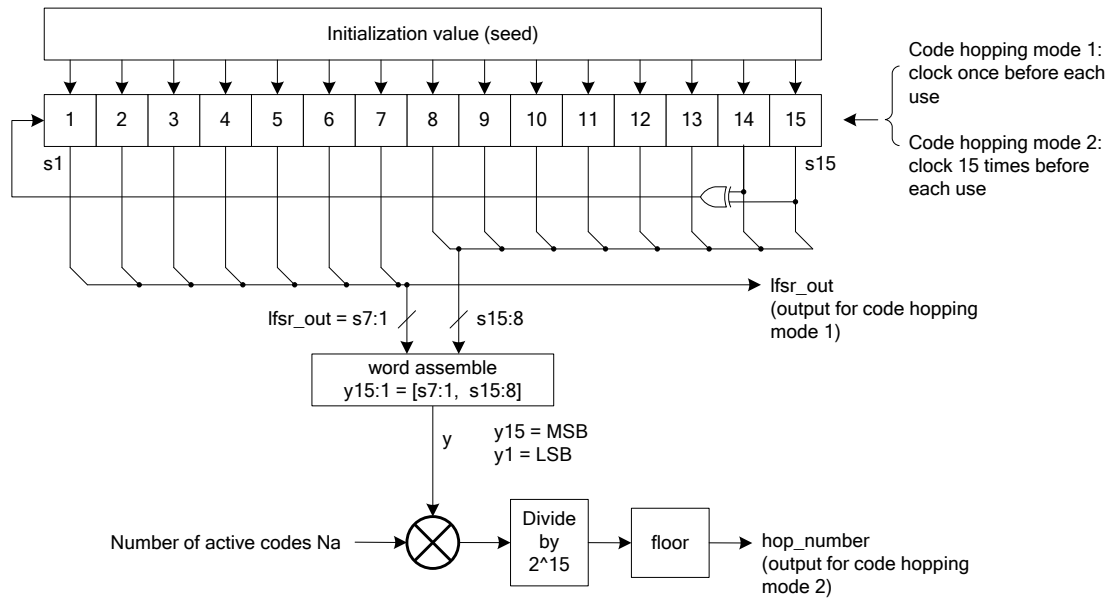 Initialization value (seed)
Code hopping mode 1:
clock once before each
use
1 2 3 4 5 6 7 8 9 10 11 12 13 14 15
Code hopping mode 2:
clock 15 times before
each use
s1
s15
lfsr_out
(output for code hopping
mode 1)
lfsr_out = s7:1
s15:8
word assemble
y15:1 = [s7:1, s15:8]
y
y15 = MSB
y1 = LSB
Number of active codes Na
Divide
by
2^15
floor
hop_number
(output for code hopping
mode 2)